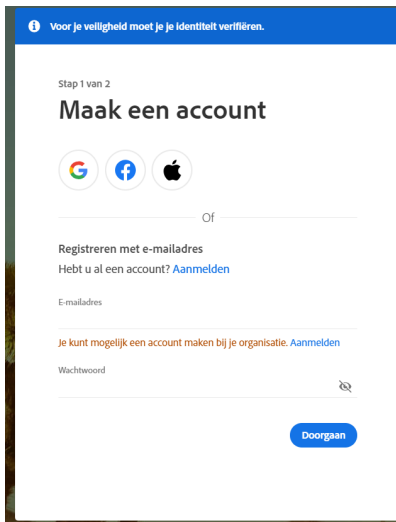 Voor je veiligheid moet je je identiteit verifiëren.
Stap 1 van 2
Maak een account
Of
Registreren met e-mailadres
Hebt u al een account? Aanmelden
E-mailadres
Je kunt mogelijk een account maken bij je organisatie. Aanmelden
Wachtwoord
Doorgaan